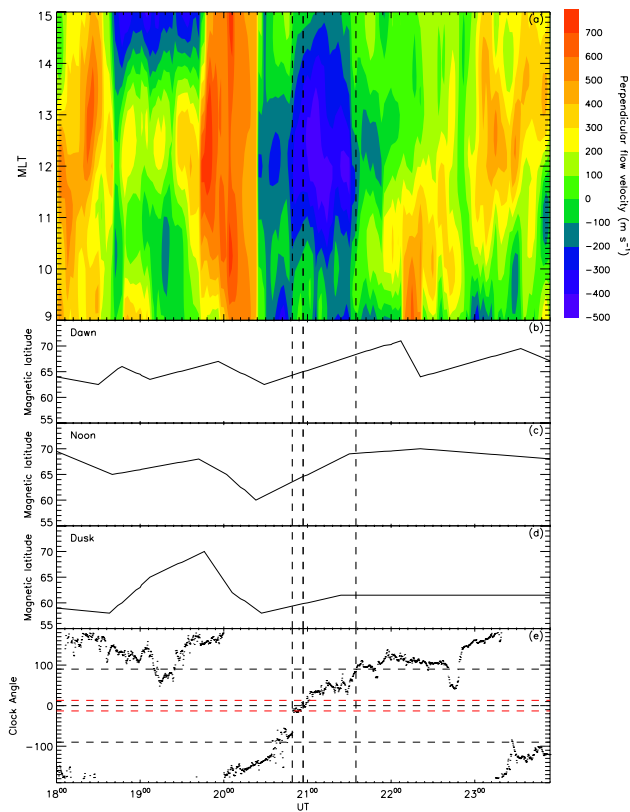 (a)
MLT
15
14
13
12
11
10
9
700
600
500
400
300
200
100
0
−100
−200
−300
−400
−500
Perpendicular flow velocity (m s⁻¹)
(b)
Dawn
Magnetic latitude
70
65
60
55
(c)
Noon
Magnetic latitude
70
65
60
55
(d)
Dusk
Magnetic latitude
70
65
60
55
(e)
Clock Angle
100
0
−100
18⁰⁰ 19⁰⁰ 20⁰⁰ 21⁰⁰ 22⁰⁰ 23⁰⁰
UT